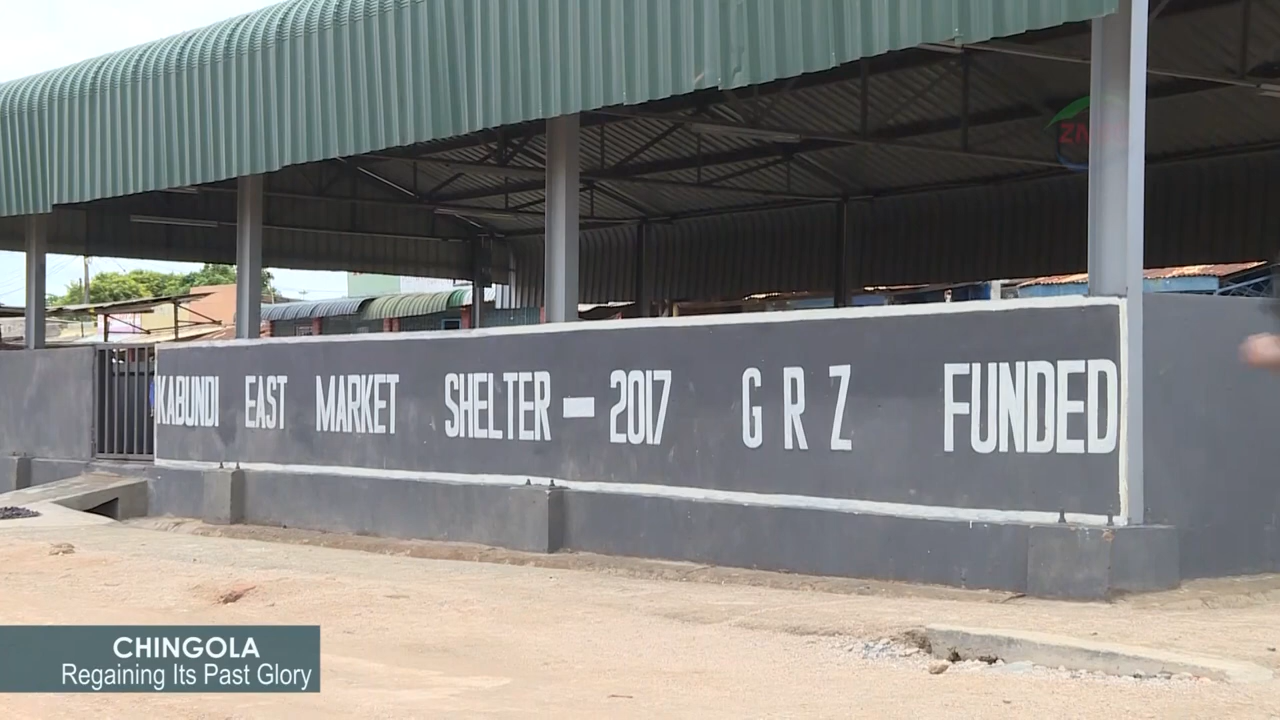 KABUNDI EAST MARKET SHELTER - 2017 G R Z FUNDED
CHINGOLA
Regaining Its Past Glory